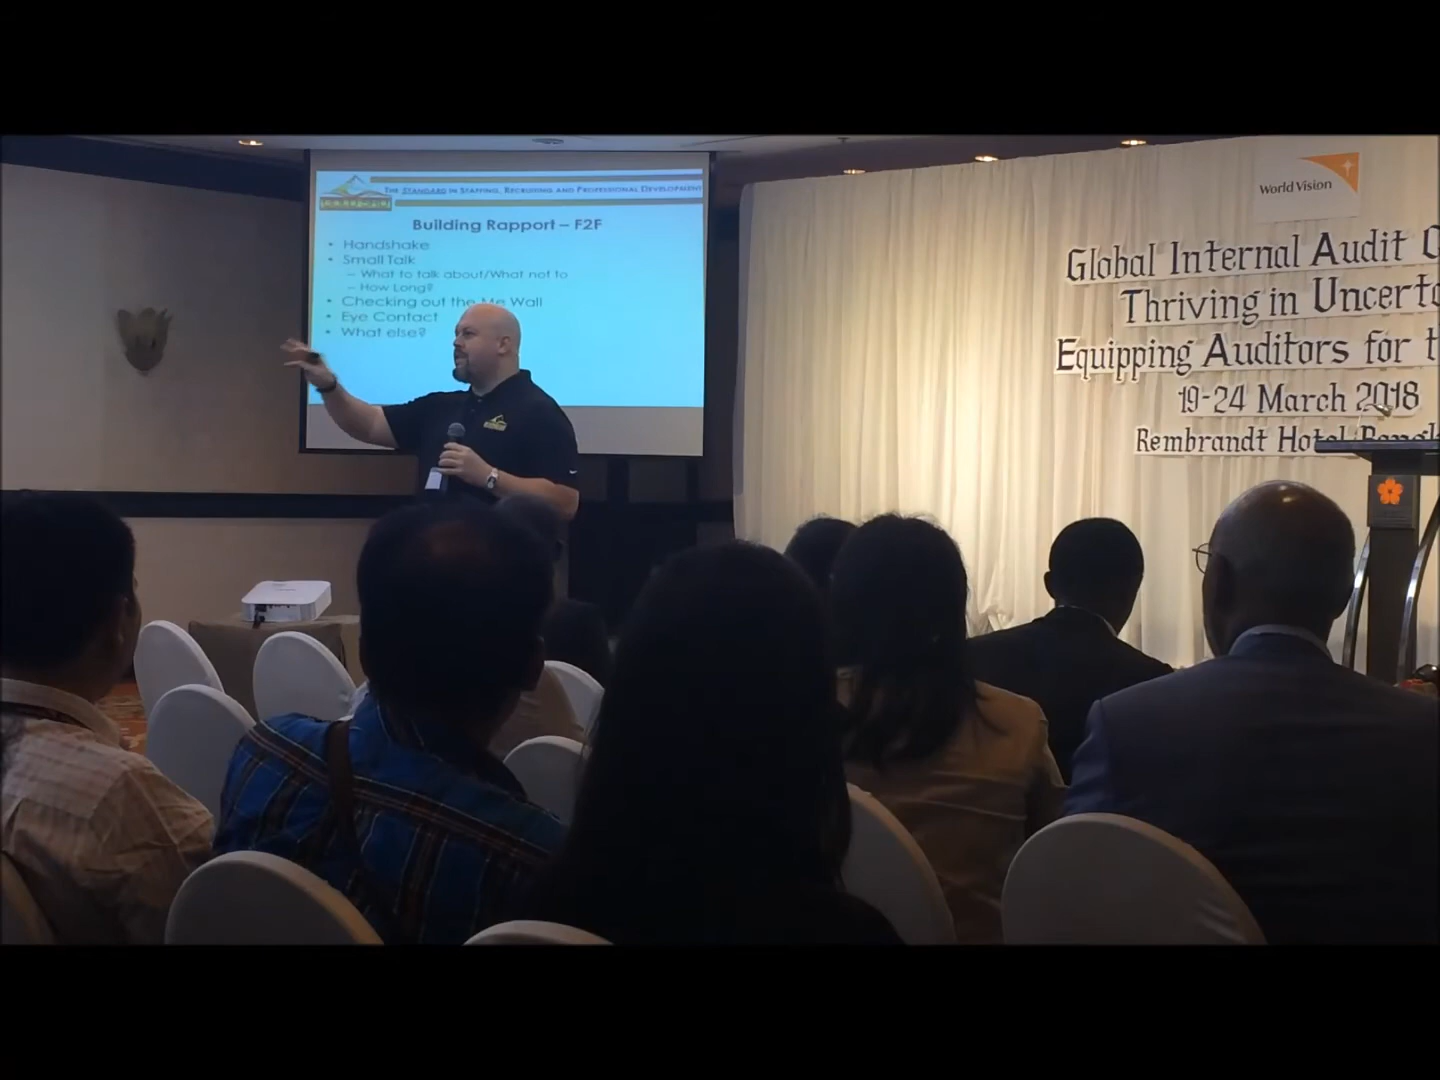 THE STANDARD IN STAFFING, RECRUITING AND PROFESSIONAL DEVELOPMENT
Building Rapport – F2F
• Handshake
• Small Talk
– What to talk about/What not to
– How Long?
• Checking out the Me Wall
• Eye Contact
• What else?
World Vision
Global Internal Audit
Thriving in
Equipping Auditors for
19-24 March 2018
Rembrandt Hotel